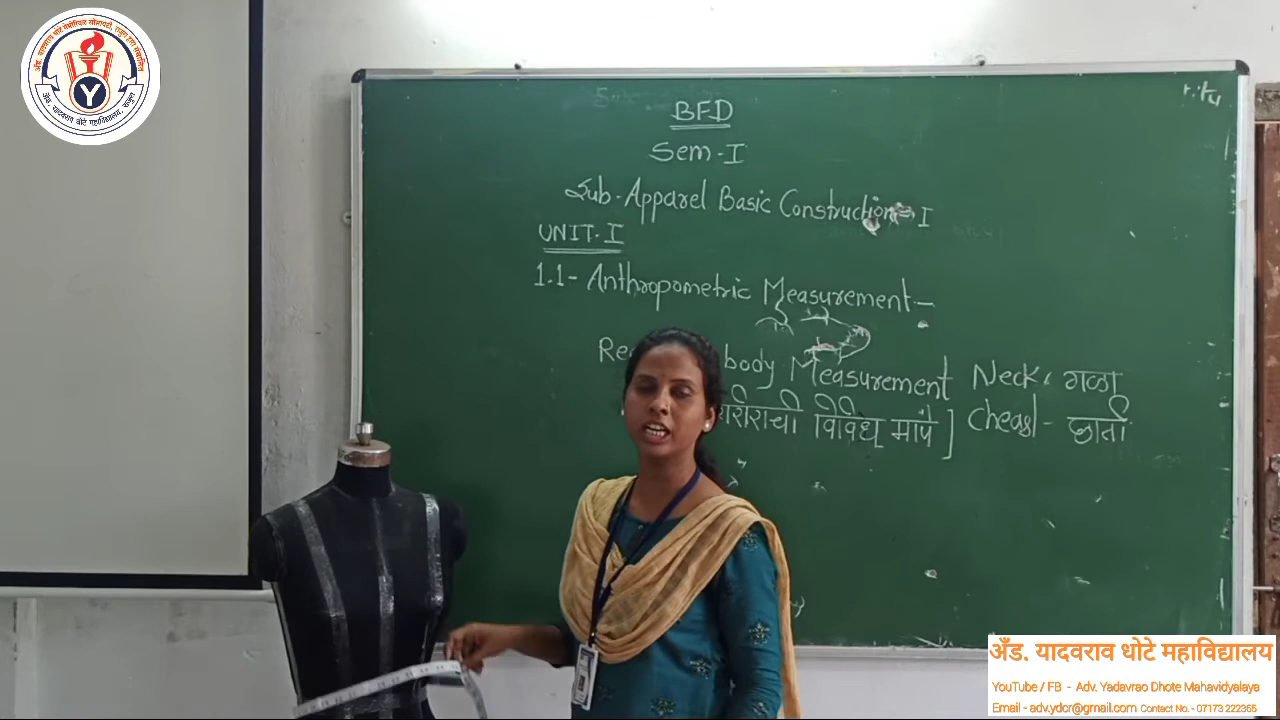 BFD
Sem-I
Sub-Apparel Basic Construction-I
UNIT-I
1.1- Anthropometric Measurement-
body Measurement Neck गळा
शरीराची विविध मापे ] Cheast - छाती
Y
अँड. यादवराव धोटे महाविद्यालय
YouTube / FB - Adv. Yadavrao Dhote Mahavidyalaya
Email - adv.ydcr@gmail.com Contact No. - 07173 222365